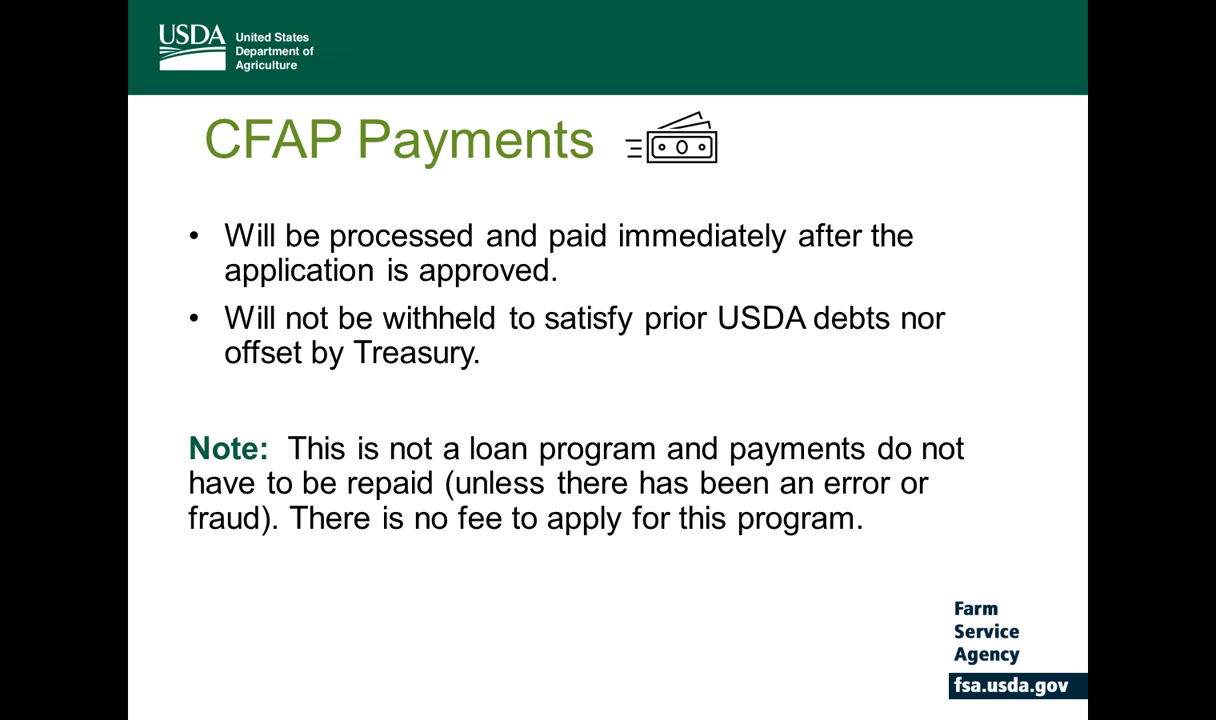 USDA
United States
Department of
Agriculture
CFAP Payments
• Will be processed and paid immediately after the
application is approved.
• Will not be withheld to satisfy prior USDA debts nor
offset by Treasury.
Note: This is not a loan program and payments do not
have to be repaid (unless there has been an error or
fraud). There is no fee to apply for this program.
Farm
Service
Agency
fsa.usda.gov